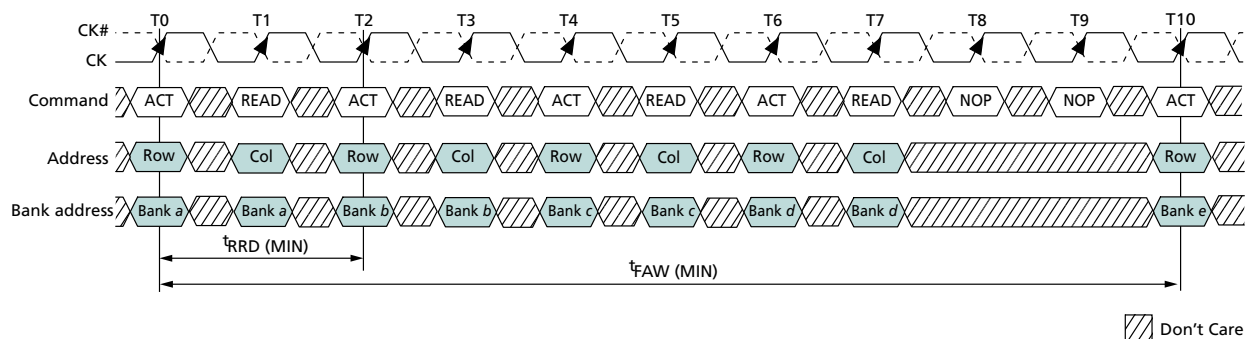 T0 T1 T2 T3 T4 T5 T6 T7 T8 T9 T10
CK#
CK
Command ACT READ ACT READ ACT READ ACT READ NOP NOP ACT
Address Row Col Row Col Row Col Row Col Row
Bank address Bank a Bank a Bank b Bank b Bank c Bank c Bank d Bank d Bank e
tRRD (MIN)
tFAW (MIN)
Don't Care